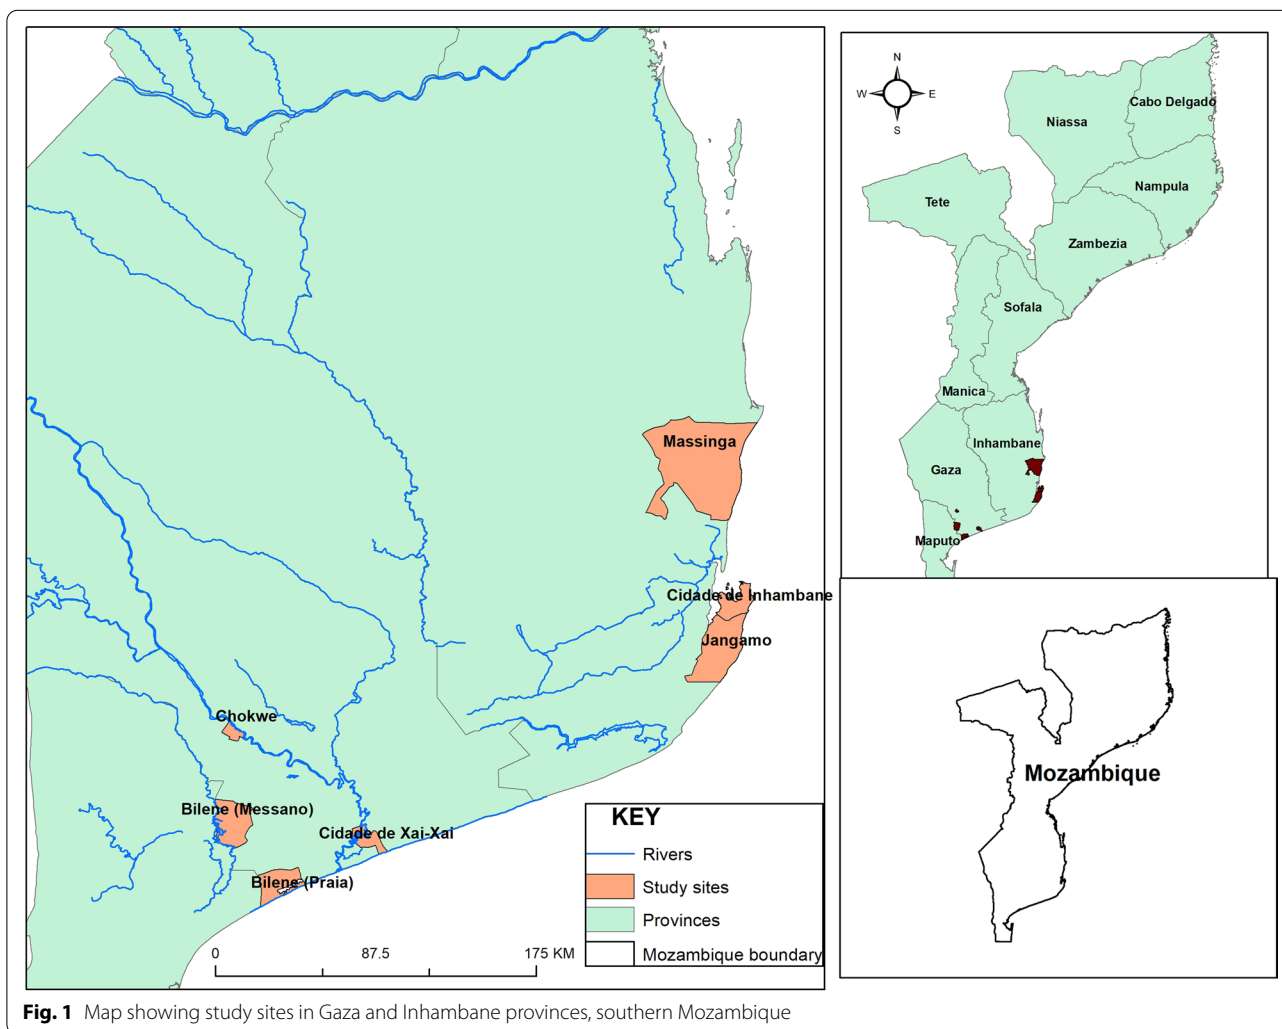 Massinga
Cidade de Inhambane
Jangamo
Chokwe
Bilene (Messano)
Cidade de Xai-Xai
Bilene (Praia)
KEY
Rivers
Study sites
Provinces
Mozambique boundary
0 87.5 175 KM
N
W E
S
Cabo Delgado
Niassa
Nampula
Tete
Zambezia
Sofala
Manica
Inhambane
Gaza
Maputo
Mozambique
Fig. 1 Map showing study sites in Gaza and Inhambane provinces, southern Mozambique